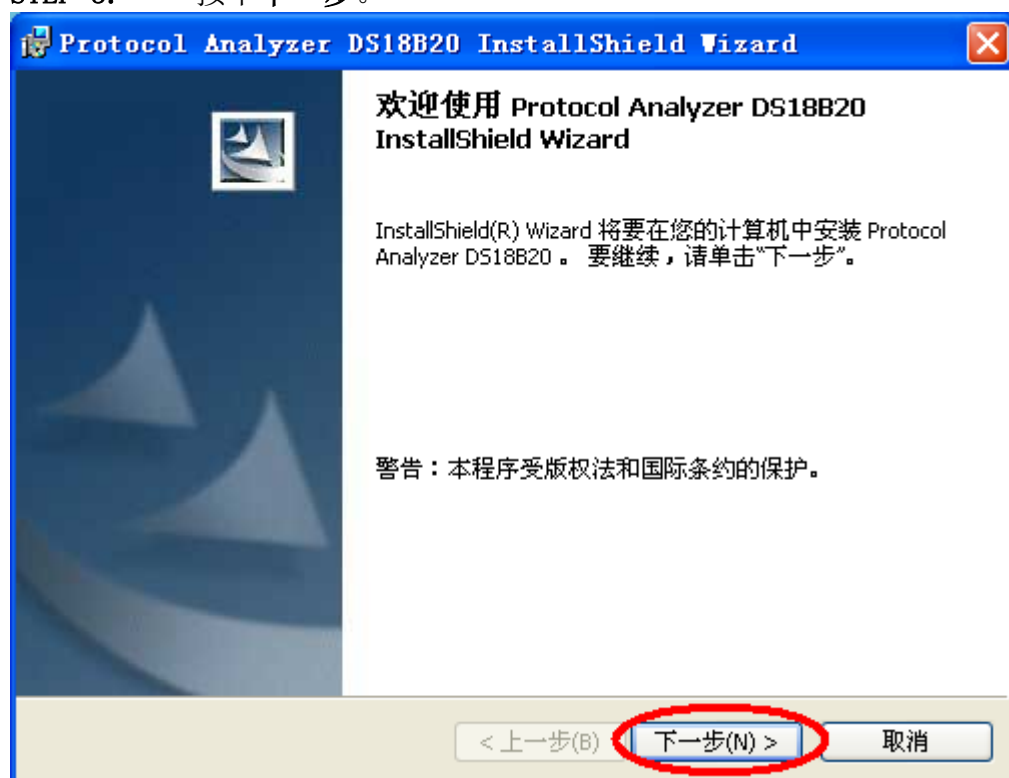 Protocol Analyzer DS18B20 InstallShield Wizard
欢迎使用 Protocol Analyzer DS18B20
InstallShield Wizard
InstallShield(R) Wizard 将要在您的计算机中安装 Protocol
Analyzer DS18B20 。 要继续，请单击“下一步”。
警告：本程序受版权法和国际条约的保护。
<上一步(B) 下一步(N) > 取消